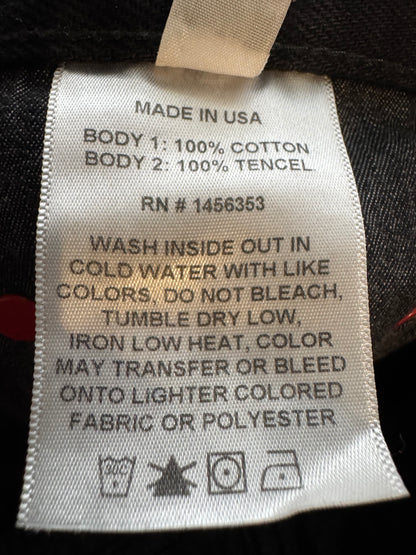 MADE IN USA
BODY 1: 100% COTTON
BODY 2: 100% TENCEL
RN # 1456353
WASH INSIDE OUT IN
COLD WATER WITH LIKE
COLORS, DO NOT BLEACH,
TUMBLE DRY LOW,
IRON LOW HEAT, COLOR
MAY TRANSFER OR BLEED
ONTO LIGHTER COLORED
FABRIC OR POLYESTER